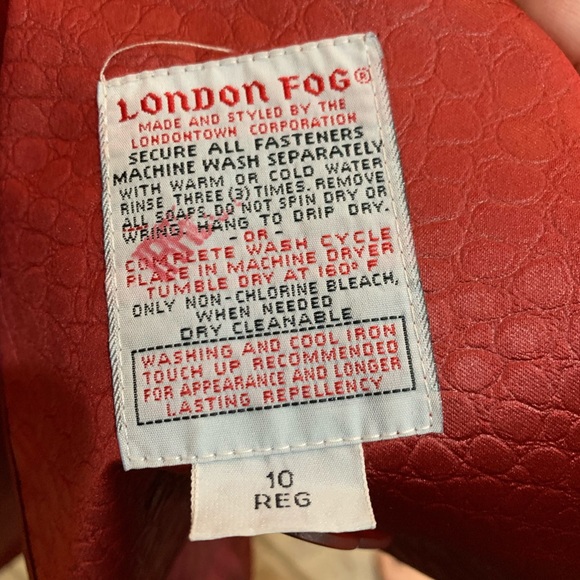 LONDON FOG®
MADE AND STYLED BY THE
LONDONTOWN CORPORATION
SECURE ALL FASTENERS
MACHINE WASH SEPARATELY
WITH WARM OR COLD WATER
RINSE THREE (3) TIMES. REMOVE
ALL SOAPS. DO NOT SPIN DRY OR
WRING. HANG TO DRIP DRY.
-OR-
COMPLETE WASH CYCLE
PLACE IN MACHINE DRYER
TUMBLE DRY AT 160° F
ONLY NON-CHLORINE BLEACH,
WHEN NEEDED
DRY CLEANABLE
WASHING AND COOL IRON
TOUCH UP RECOMMENDED
FOR APPEARANCE AND LONGER
LASTING REPELLENCY
10
REG